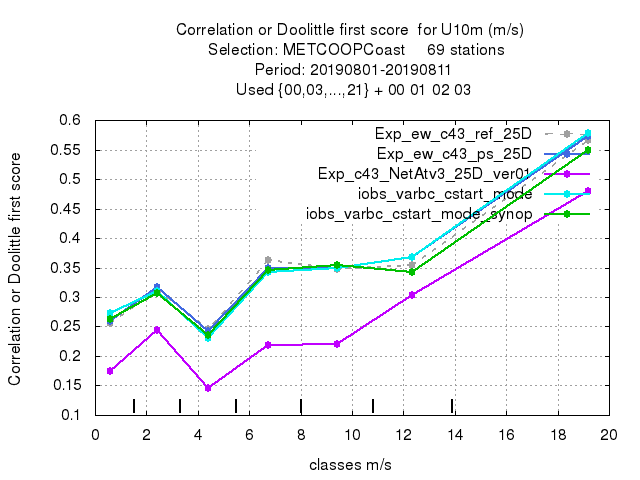 Correlation or Doolittle first score  for U10m (m/s)
Selection: METCOOPCoast     69 stations
Period: 20190801-20190811
Used {00,03,...,21} + 00 01 02 03
Correlation or Doolittle first score
0.6
0.55
0.5
0.45
0.4
0.35
0.3
0.25
0.2
0.15
0.1
Exp_ew_c43_ref_25D
Exp_ew_c43_ps_25D
Exp_c43_NetAtv3_25D_ver01
iobs_varbc_cstart_mode
iobs_varbc_cstart_mode_synop
0 2 4 6 8 10 12 14 16 18 20
classes m/s